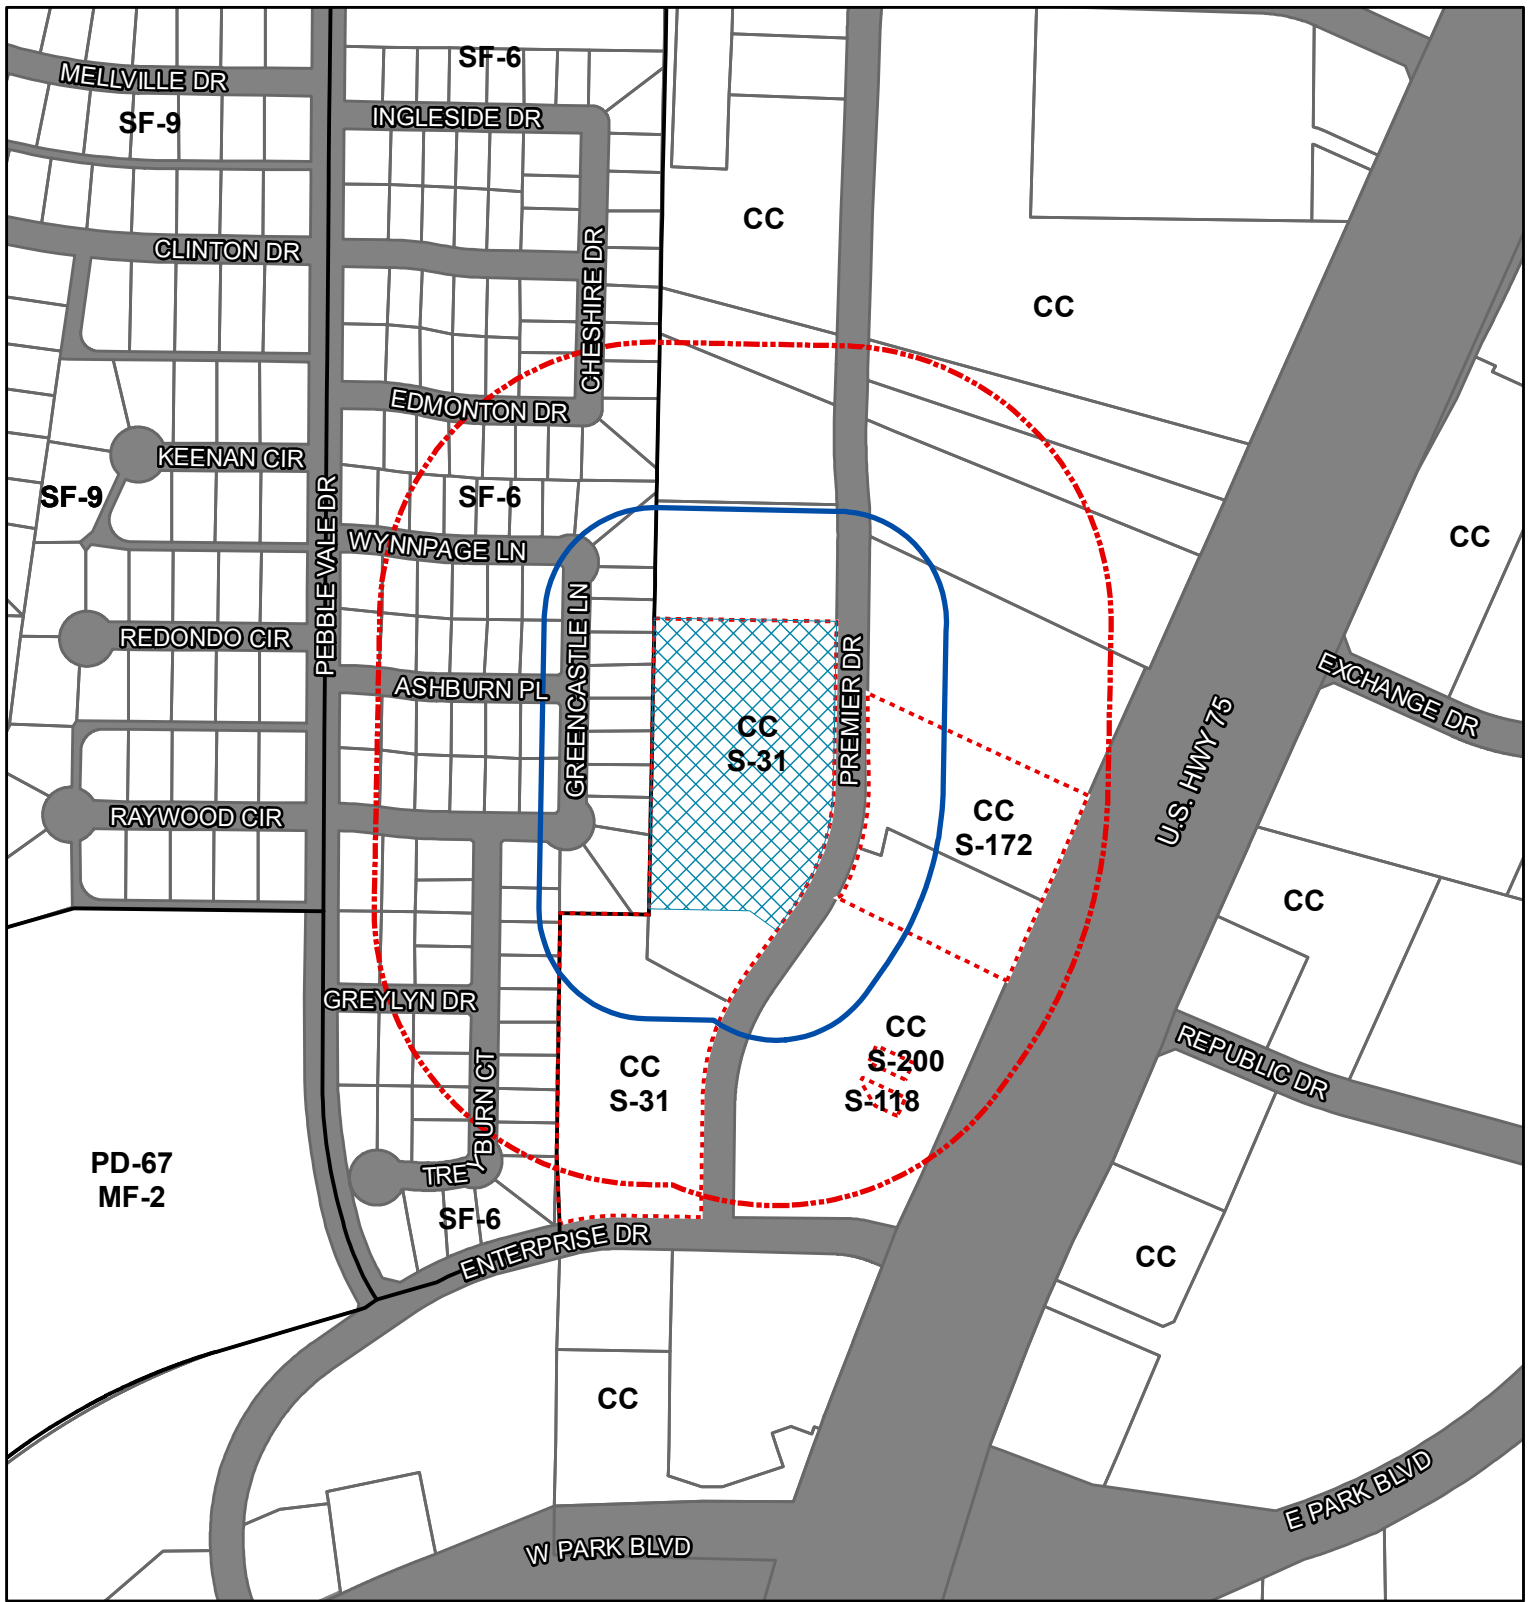 SF-6
MELLVILLE DR
SF-9
INGLESIDE DR
CC
CLINTON DR
CHESHIRE DR
CC
EDMONTON DR
KEENAN CIR
SF-9
SF-6
PEBBLE VALE DR
WYNNPAGE LN
CC
REDONDO CIR
GREENCASTLE LN
ASHBURN PL
PREMIER DR
EXCHANGE DR
CC
S-31
U.S. HWY 75
RAYWOOD CIR
CC
S-172
CC
GREYLYN DR
CC
S-200
S-118
CC
S-31
REPUBLIC DR
TREYBURN CT
PD-67
MF-2
SF-6
ENTERPRISE DR
CC
CC
E PARK BLVD
W PARK BLVD